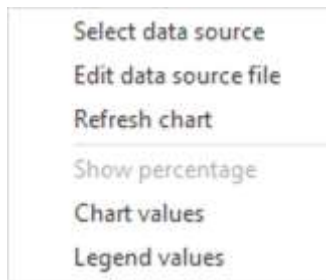 Select data source
Edit data source file
Refresh chart
Show percentage
Chart values
Legend values